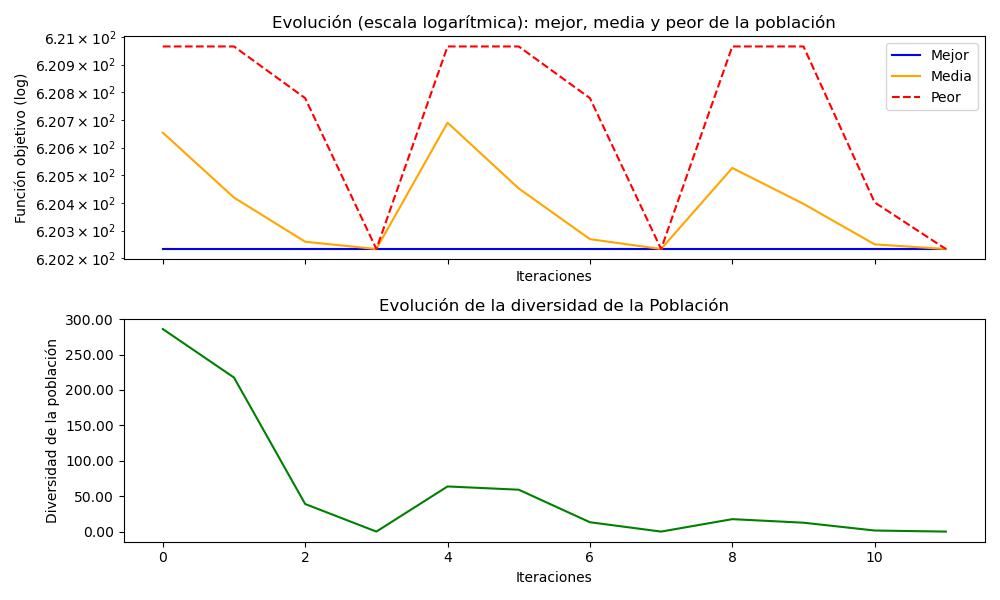 Evolución (escala logarítmica): mejor, media y peor de la población
Función objetivo (log)
6.21 × 10²
6.209 × 10²
6.208 × 10²
6.207 × 10²
6.206 × 10²
6.205 × 10²
6.204 × 10²
6.203 × 10²
6.202 × 10²
Mejor
Media
Peor
Iteraciones
Evolución de la diversidad de la Población
Diversidad de la población
300.00
250.00
200.00
150.00
100.00
50.00
0.00
0 2 4 6 8 10
Iteraciones